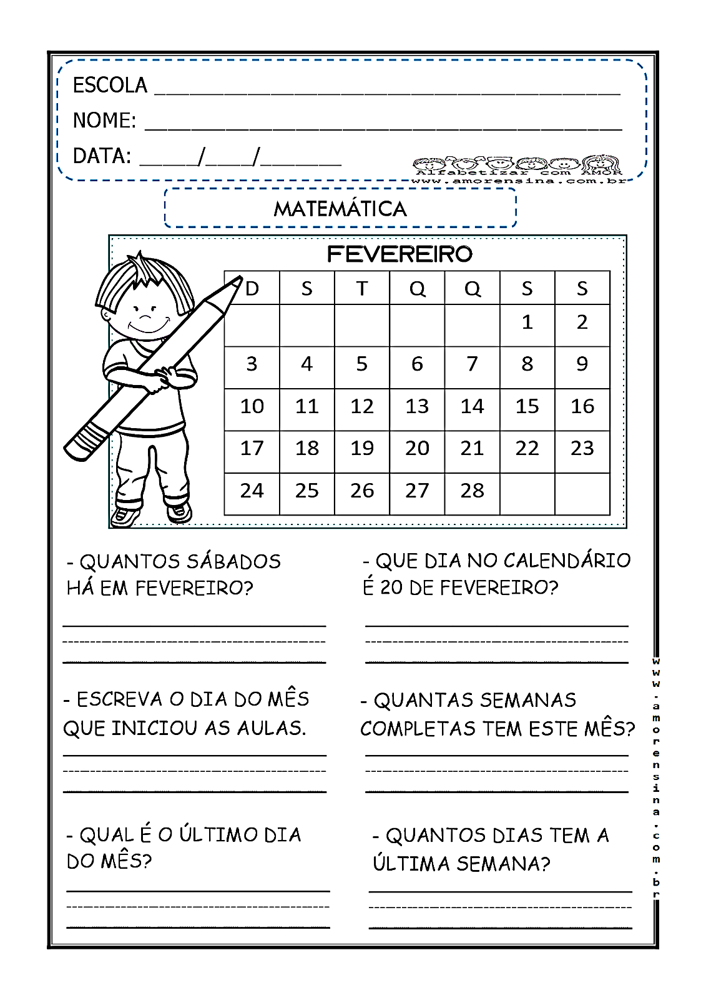 ESCOLA ________________________________________
NOME: _________________________________________
DATA: _____/____/_______
Alfabetizar com AMOR
www.amorensina.com.br
MATEMÁTICA
FEVEREIRO
D S T Q Q S S
1 2
3 4 5 6 7 8 9
10 11 12 13 14 15 16
17 18 19 20 21 22 23
24 25 26 27 28
- QUANTOS SÁBADOS
HÁ EM FEVEREIRO?
- QUE DIA NO CALENDÁRIO
É 20 DE FEVEREIRO?
- ESCREVA O DIA DO MÊS
QUE INICIOU AS AULAS.
- QUANTAS SEMANAS
COMPLETAS TEM ESTE MÊS?
- QUAL É O ÚLTIMO DIA
DO MÊS?
- QUANTOS DIAS TEM A
ÚLTIMA SEMANA?
www.amorensina.com.br